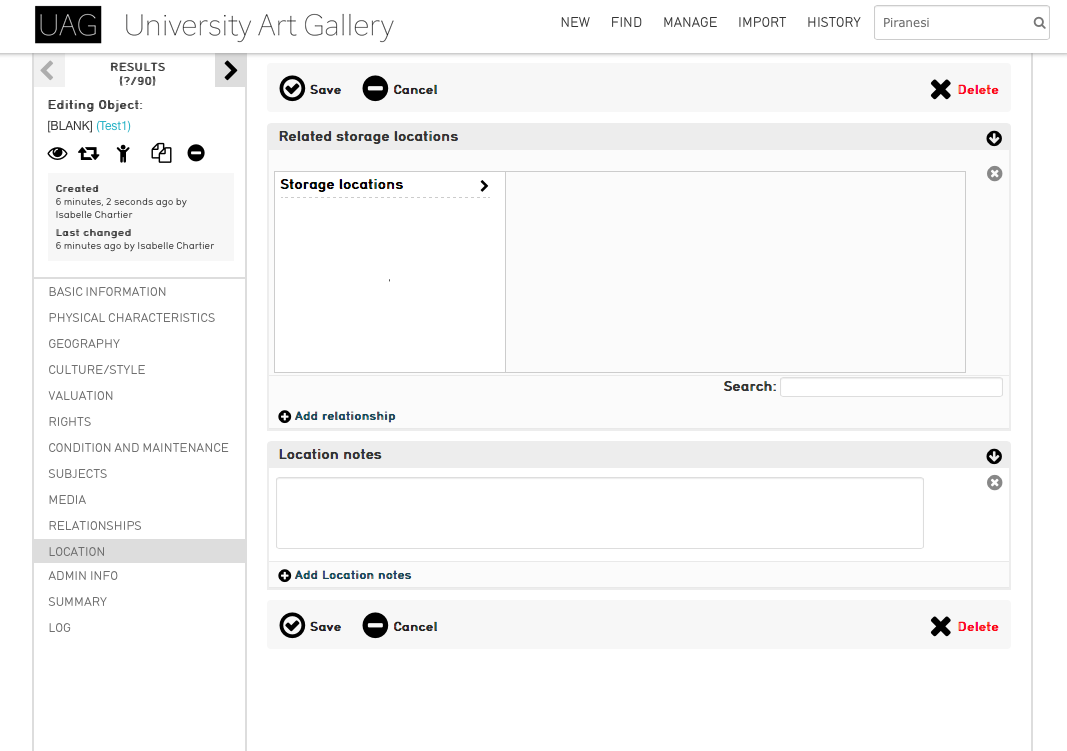 UAG University Art Gallery
NEW FIND MANAGE IMPORT HISTORY Piranesi
RESULTS
(?/90)
Editing Object:
[BLANK] (Test1)
Created
6 minutes, 2 seconds ago by
Isabelle Chartier
Last changed
6 minutes ago by Isabelle Chartier
BASIC INFORMATION
PHYSICAL CHARACTERISTICS
GEOGRAPHY
CULTURE/STYLE
VALUATION
RIGHTS
CONDITION AND MAINTENANCE
SUBJECTS
MEDIA
RELATIONSHIPS
LOCATION
ADMIN INFO
SUMMARY
LOG
Save Cancel Delete
Related storage locations
Storage locations
Search:
Add relationship
Location notes
Add Location notes
Save Cancel Delete